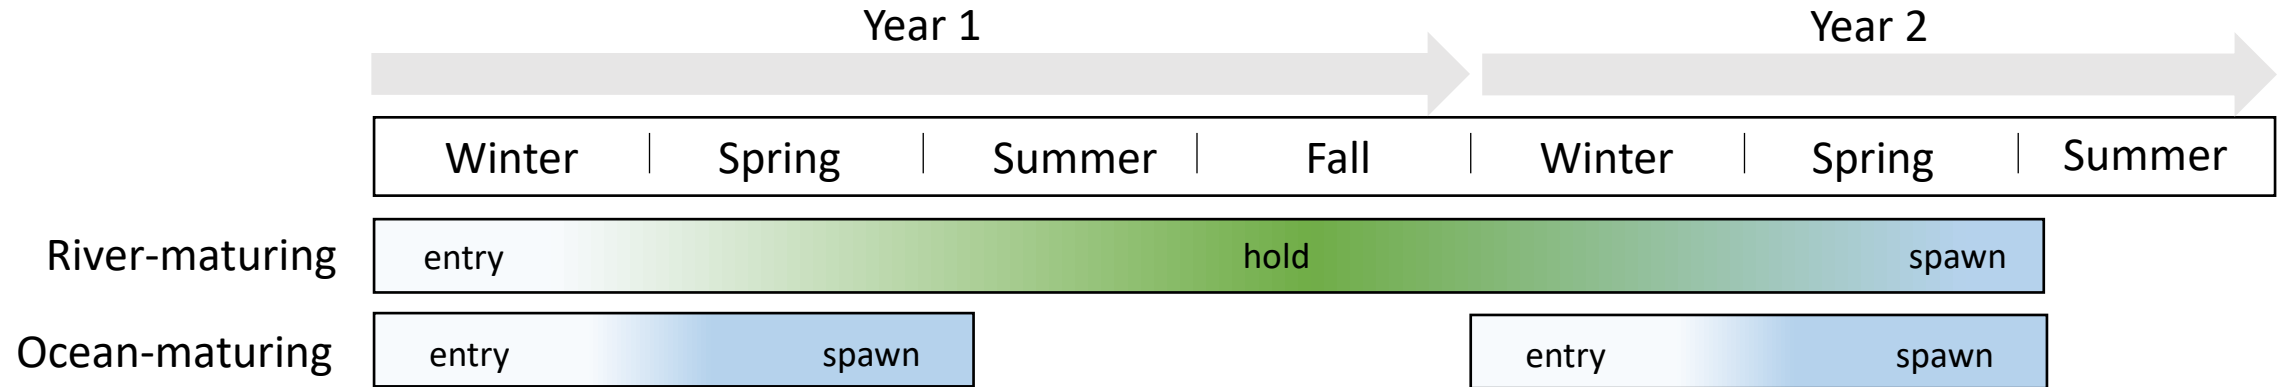 Year 1 Year 2
Winter Spring Summer Fall Winter Spring Summer
River-maturing entry hold spawn
Ocean-maturing entry spawn entry spawn